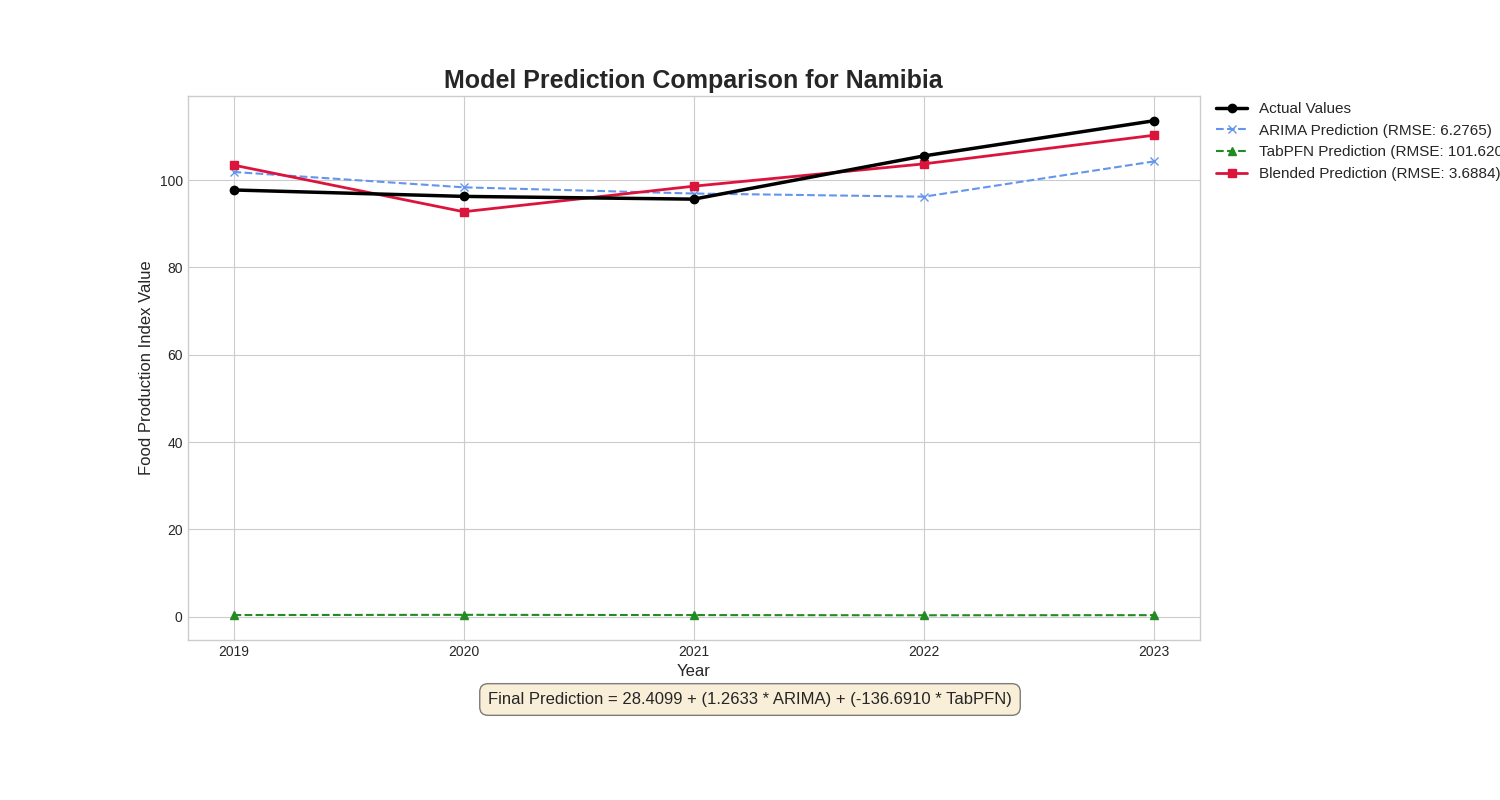 Model Prediction Comparison for Namibia
Actual Values
ARIMA Prediction (RMSE: 6.2765)
TabPFN Prediction (RMSE: 101.620
Blended Prediction (RMSE: 3.6884)
Food Production Index Value
100
80
60
40
20
0
2019 2020 2021 2022 2023
Year
Final Prediction = 28.4099 + (1.2633 * ARIMA) + (-136.6910 * TabPFN)